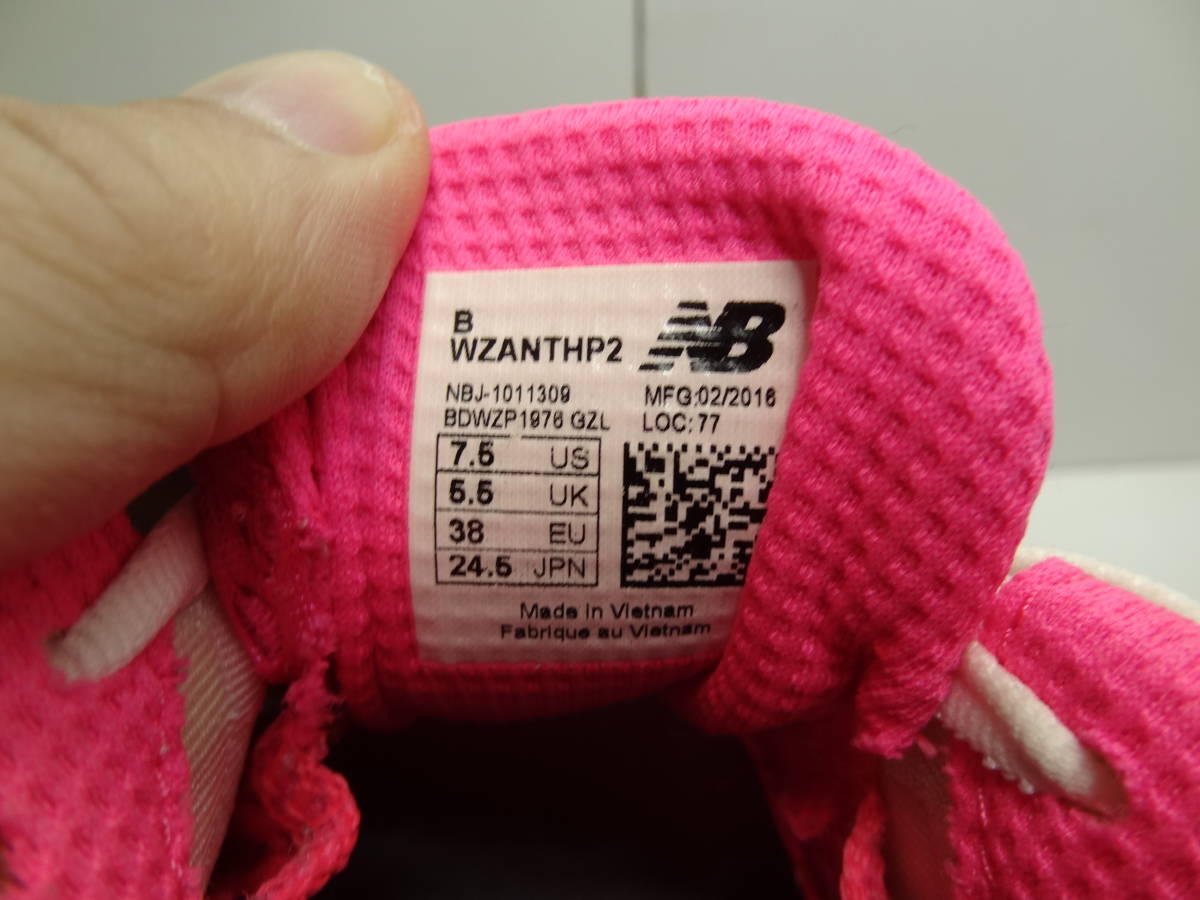 B
WZANTHP2 NB
NBJ-1011309 MFG:02/2016
BDWZP1976 GZL LOC: 77
7.5 US
5.5 UK
38 EU
24.5 JPN
Made in Vietnam
Fabrique au Vietnam